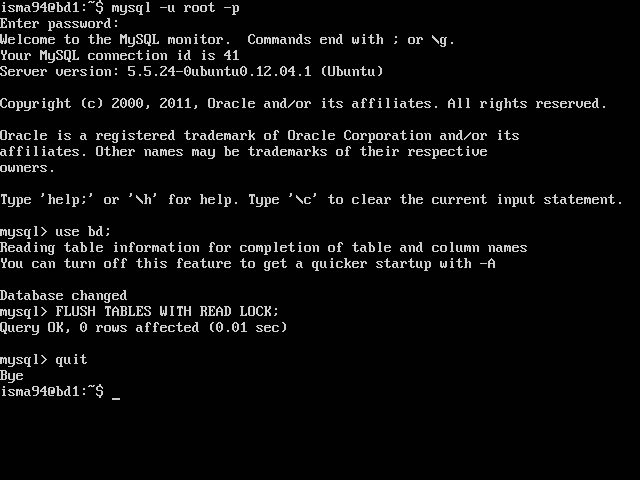 isma94@bd1:~$ mysql -u root -p
Enter password:
Welcome to the MySQL monitor.  Commands end with ; or \g.
Your MySQL connection id is 41
Server version: 5.5.24-0ubuntu0.12.04.1 (Ubuntu)
Copyright (c) 2000, 2011, Oracle and/or its affiliates. All rights reserved.
Oracle is a registered trademark of Oracle Corporation and/or its
affiliates. Other names may be trademarks of their respective
owners.
Type 'help;' or '\h' for help. Type '\c' to clear the current input statement.
mysql> use bd;
Reading table information for completion of table and column names
You can turn off this feature to get a quicker startup with -A
Database changed
mysql> FLUSH TABLES WITH READ LOCK;
Query OK, 0 rows affected (0.01 sec)
mysql> quit
Bye
isma94@bd1:~$ _